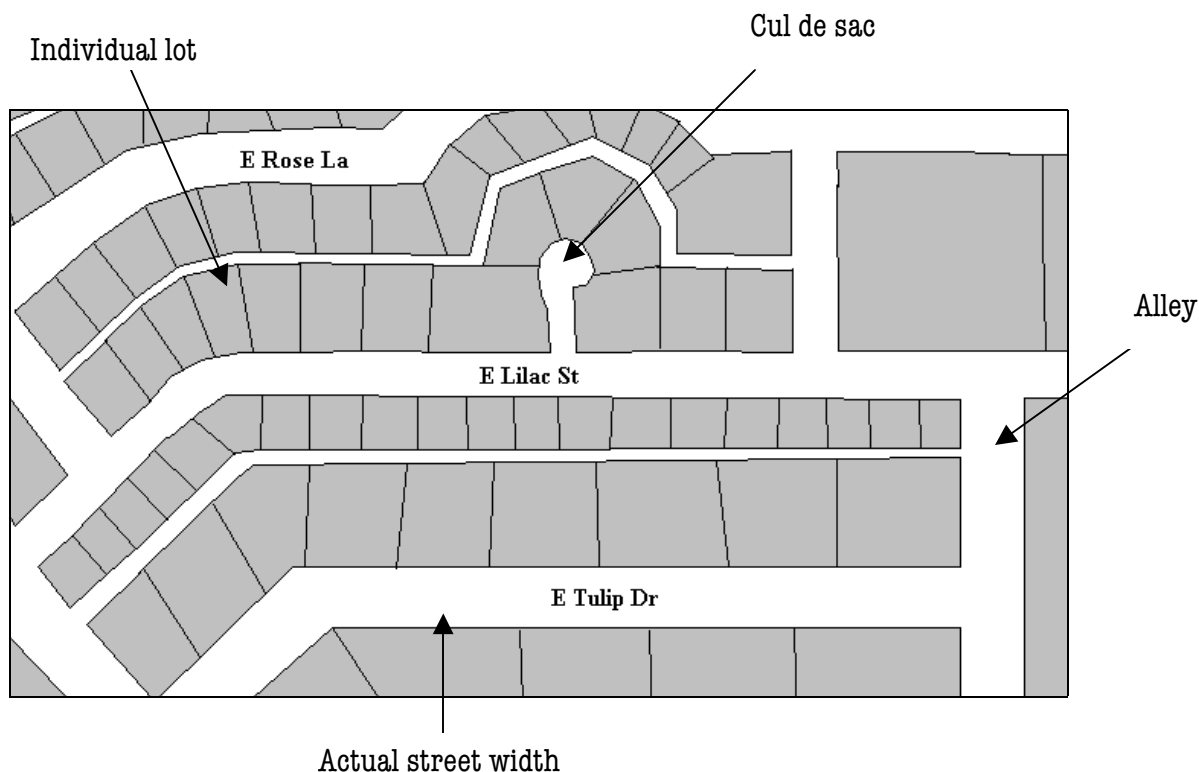 Cul de sac
Individual lot
E Rose La
Alley
E Lilac St
E Tulip Dr
Actual street width